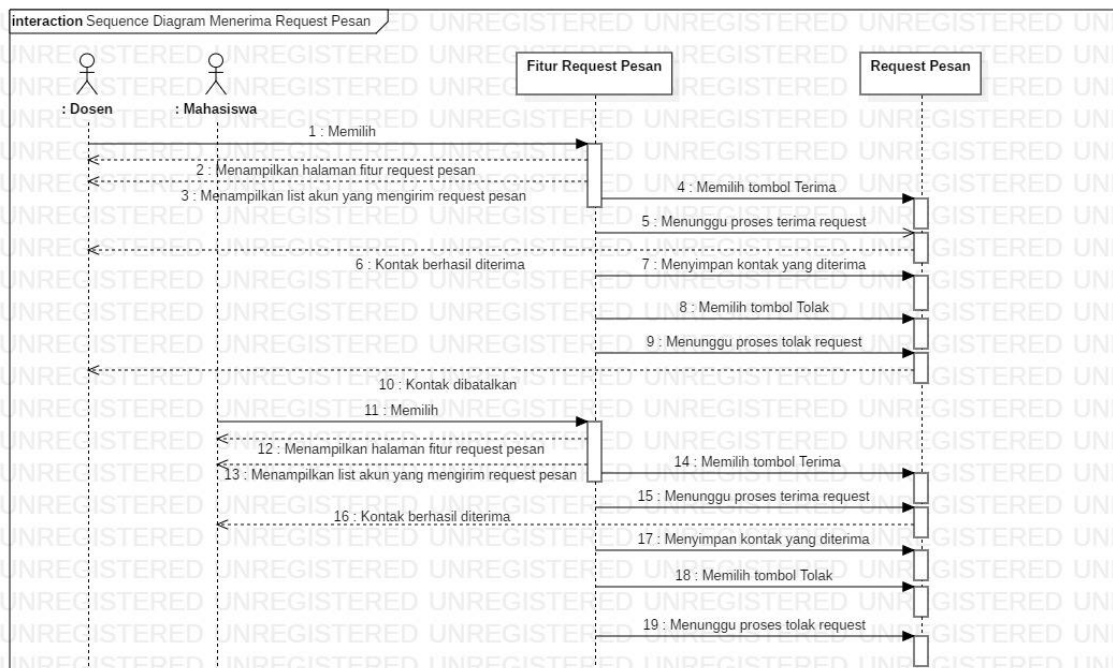 interaction Sequence Diagram Menerima Request Pesan
: Dosen
: Mahasiswa
Fitur Request Pesan
Request Pesan
1 : Memilih
2 : Menampilkan halaman fitur request pesan
3 : Menampilkan list akun yang mengirim request pesan
4 : Memilih tombol Terima
5 : Menunggu proses terima request
6 : Kontak berhasil diterima
7 : Menyimpan kontak yang diterima
8 : Memilih tombol Tolak
9 : Menunggu proses tolak request
10 : Kontak dibatalkan
11 : Memilih
12 : Menampilkan halaman fitur request pesan
13 : Menampilkan list akun yang mengirim request pesan
14 : Memilih tombol Terima
15 : Menunggu proses terima request
16 : Kontak berhasil diterima
17 : Menyimpan kontak yang diterima
18 : Memilih tombol Tolak
19 : Menunggu proses tolak request
UNREGISTERED